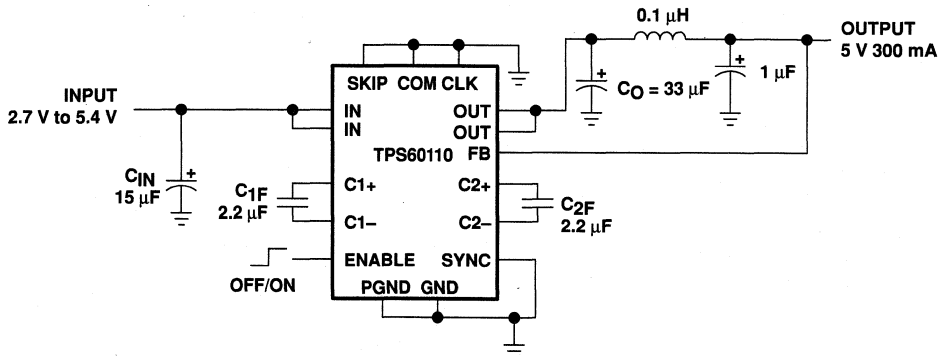 0.1 µH
OUTPUT
5 V 300 mA
+
CO = 33 µF
+
1 µF
SKIP COM CLK
INPUT
2.7 V to 5.4 V
IN
IN
OUT
OUT
TPS60110 FB
CIN
15 µF
+
C1F
2.2 µF
C1+
C1–
C2+
C2–
C2F
2.2 µF
ENABLE
SYNC
OFF/ON
PGND GND